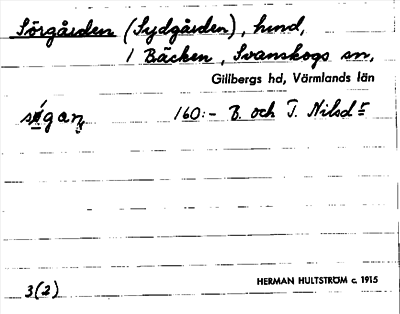 Sörgården (Sydgården), hmd,
1 Bäcken, Svanskogs sn,
Gillbergs hd, Värmlands län
160:- B. och T. Nilsd:r
3(2)
HERMAN HULTSTRÖM c. 1915